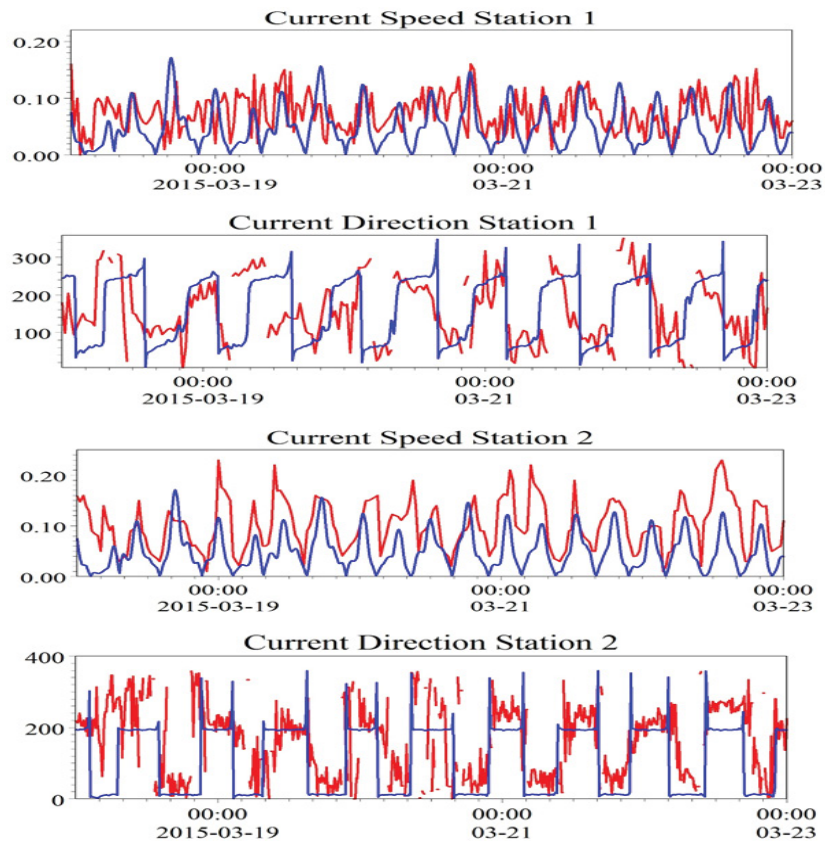 Current Speed Station 1
0.20
0.10
0.00
00:00 00:00 00:00
2015-03-19 03-21 03-23
Current Direction Station 1
300
200
100
00:00 00:00 00:00
2015-03-19 03-21 03-23
Current Speed Station 2
0.20
0.10
0.00
00:00 00:00 00:00
2015-03-19 03-21 03-23
Current Direction Station 2
400
200
0
00:00 00:00 00:00
2015-03-19 03-21 03-23